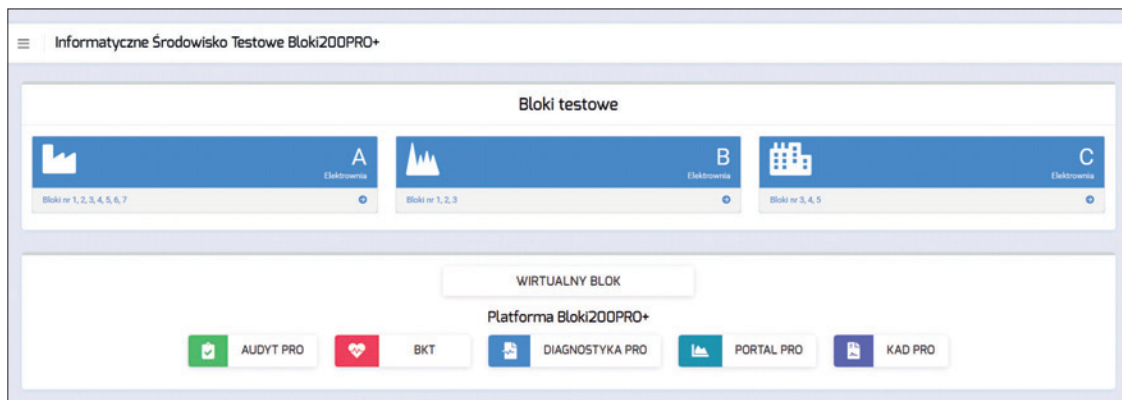 Informatyczne Środowisko Testowe Bloki200PRO+
Bloki testowe
A
Elektrownia
Bloki nr 1, 2, 3, 4, 5, 6, 7
B
Elektrownia
Bloki nr 1, 2, 3
C
Elektrownia
Bloki nr 3, 4, 5
WIRTUALNY BLOK
Platforma Bloki200PRO+
AUDYT PRO
BKT
DIAGNOSTYKA PRO
PORTAL PRO
KAD PRO